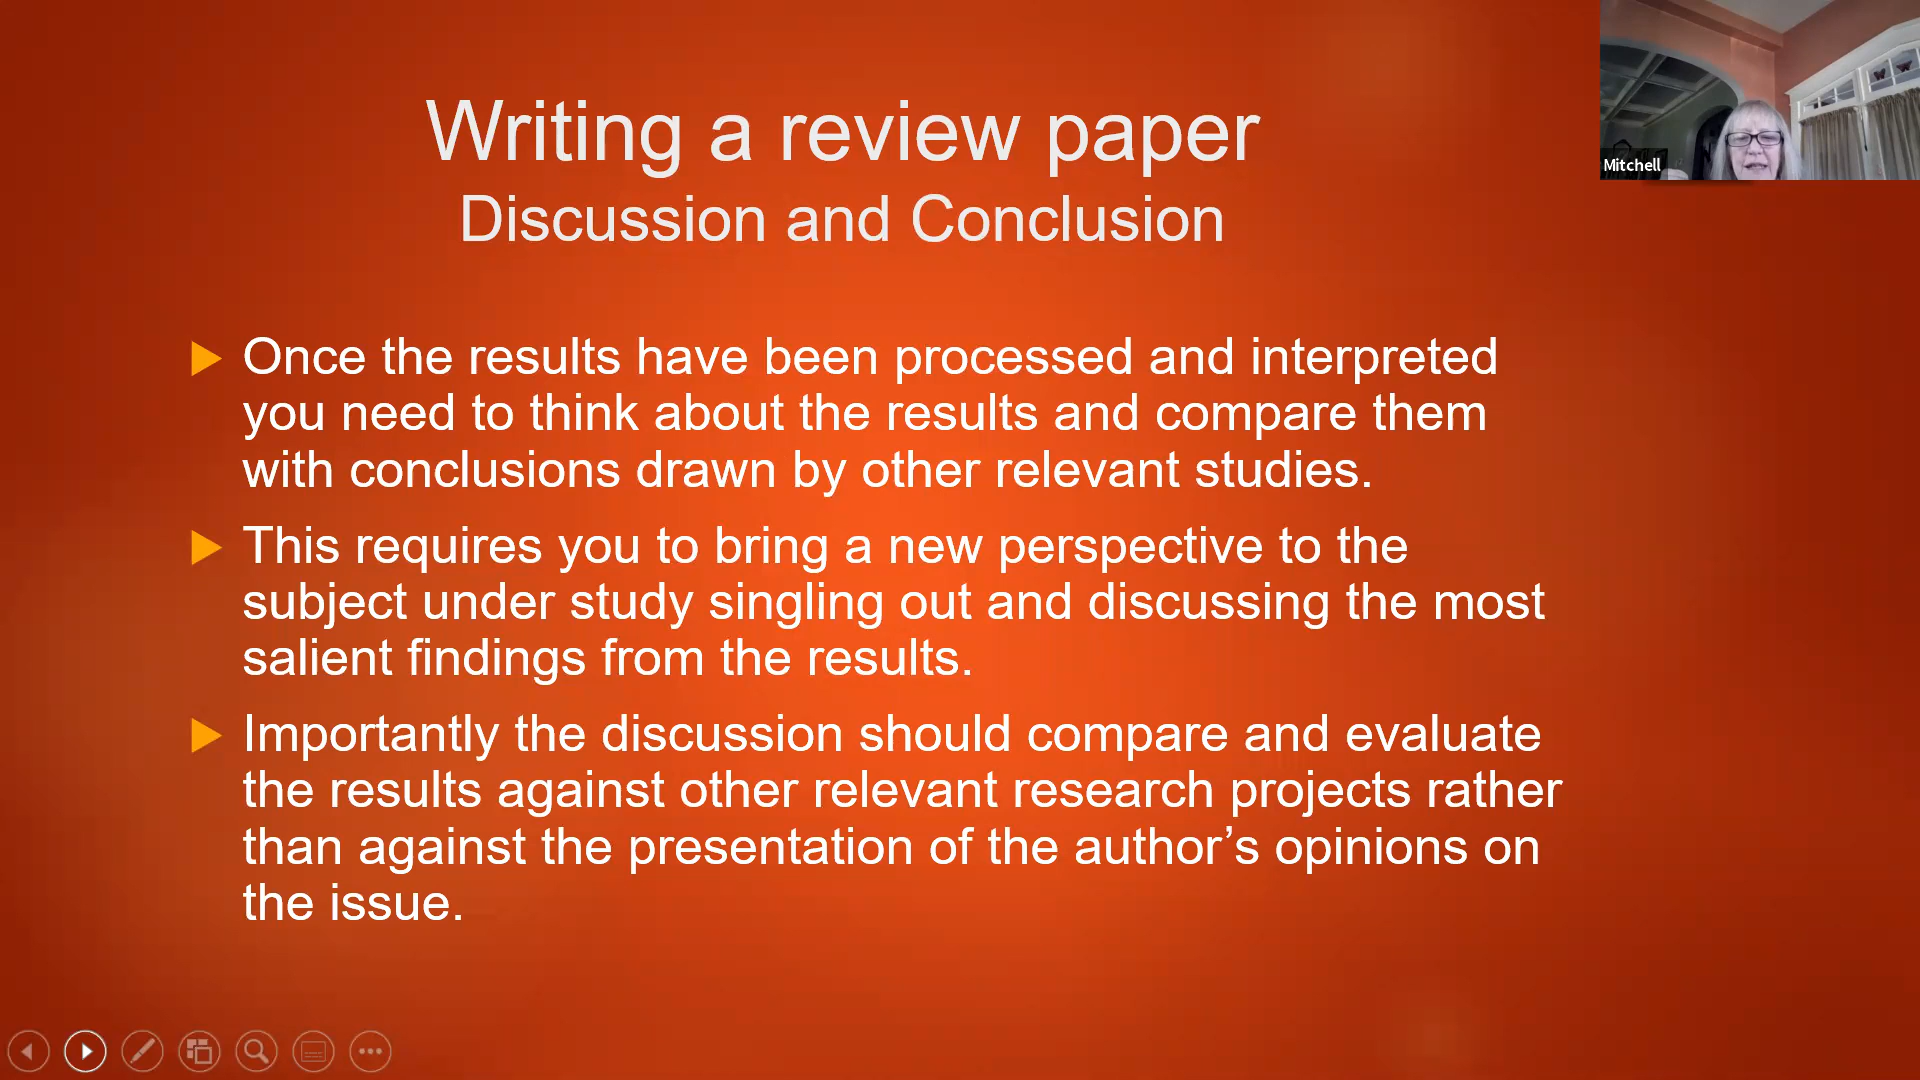 Writing a review paper
Discussion and Conclusion
Mitchell
Once the results have been processed and interpreted
you need to think about the results and compare them
with conclusions drawn by other relevant studies.
This requires you to bring a new perspective to the
subject under study singling out and discussing the most
salient findings from the results.
Importantly the discussion should compare and evaluate
the results against other relevant research projects rather
than against the presentation of the author’s opinions on
the issue.